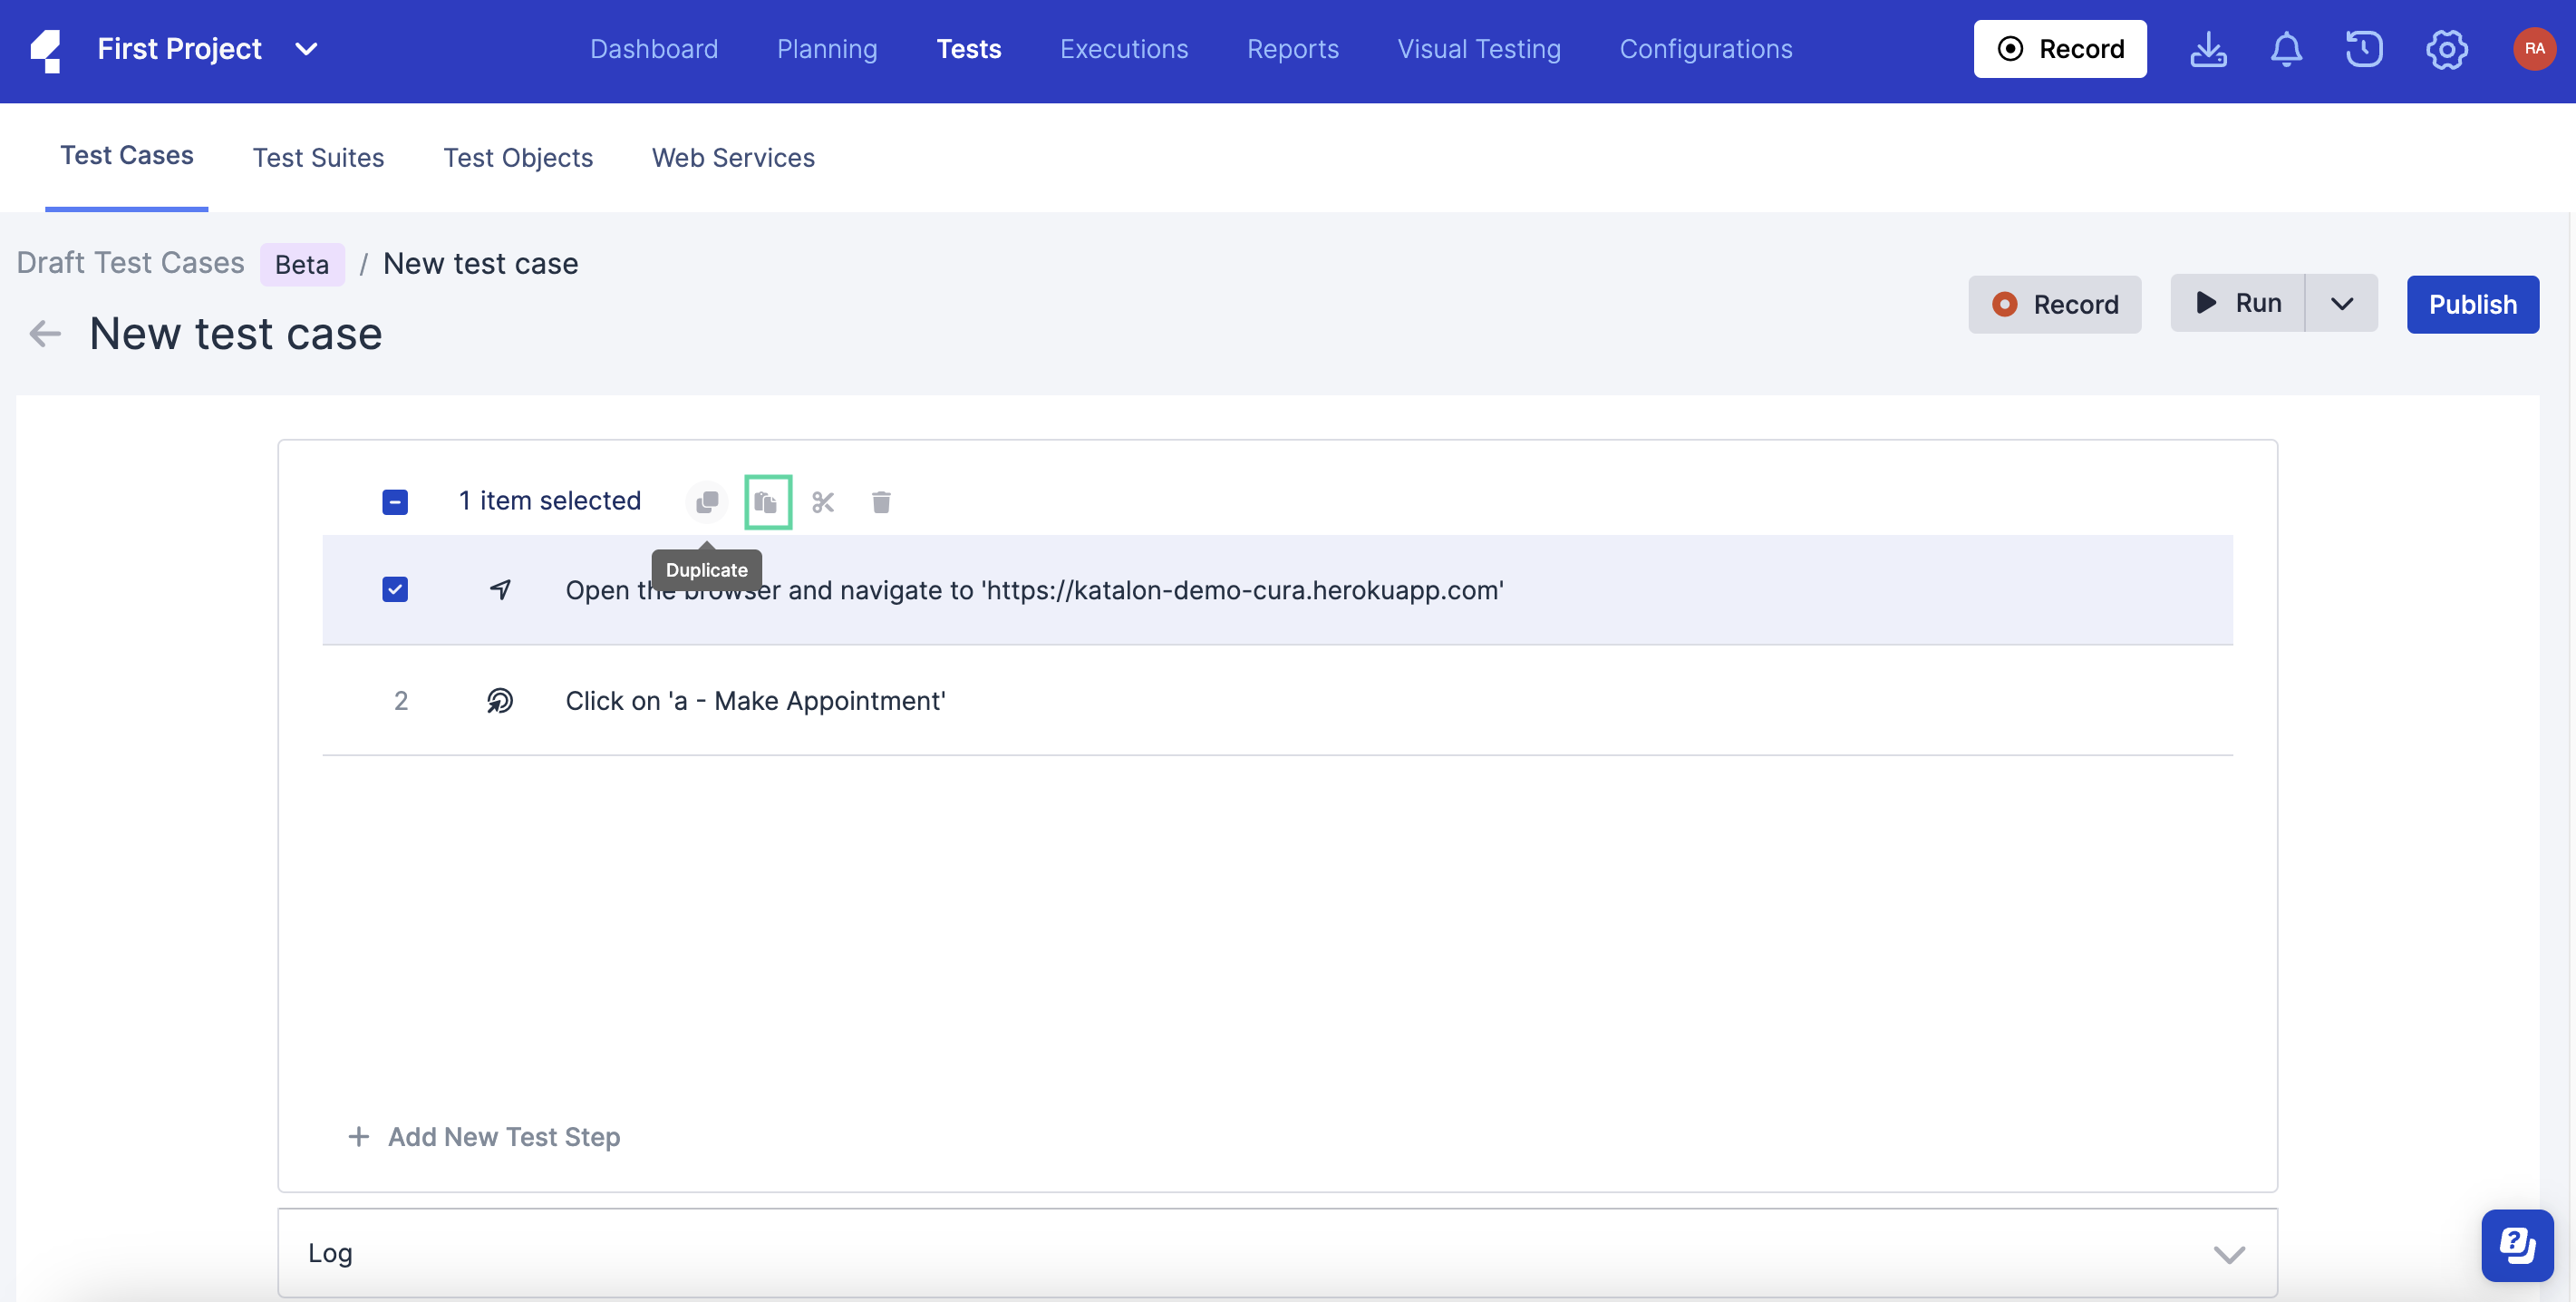 First Project
Dashboard Planning Tests Executions Reports Visual Testing Configurations
Record
RA
Test Cases Test Suites Test Objects Web Services
Draft Test Cases Beta / New test case
New test case
Record Run Publish
1 item selected
Duplicate
Open the browser and navigate to 'https://katalon-demo-cura.herokuapp.com'
2 Click on 'a - Make Appointment'
+ Add New Test Step
Log
?